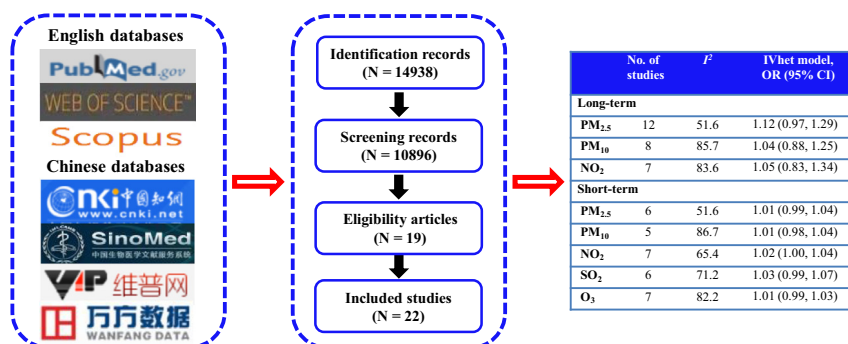 English databases
PubMed.gov
WEB OF SCIENCE™
Scopus
Chinese databases
Cnki中国知网
www.cnki.net
SinoMed
中国生物医学文献服务系统
VIP维普网
万方数据
WANFANG DATA
Identification records
(N = 14938)
Screening records
(N = 10896)
Eligibility articles
(N = 19)
Included studies
(N = 22)
No. of studies I² IVhet model, OR (95% CI)
Long-term
PM₂.₅ 12 51.6 1.12 (0.97, 1.29)
PM₁₀ 8 85.7 1.04 (0.88, 1.25)
NO₂ 7 83.6 1.05 (0.83, 1.34)
Short-term
PM₂.₅ 6 51.6 1.01 (0.99, 1.04)
PM₁₀ 5 86.7 1.01 (0.98, 1.04)
NO₂ 7 65.4 1.02 (1.00, 1.04)
SO₂ 6 71.2 1.03 (0.99, 1.07)
O₃ 7 82.2 1.01 (0.99, 1.03)